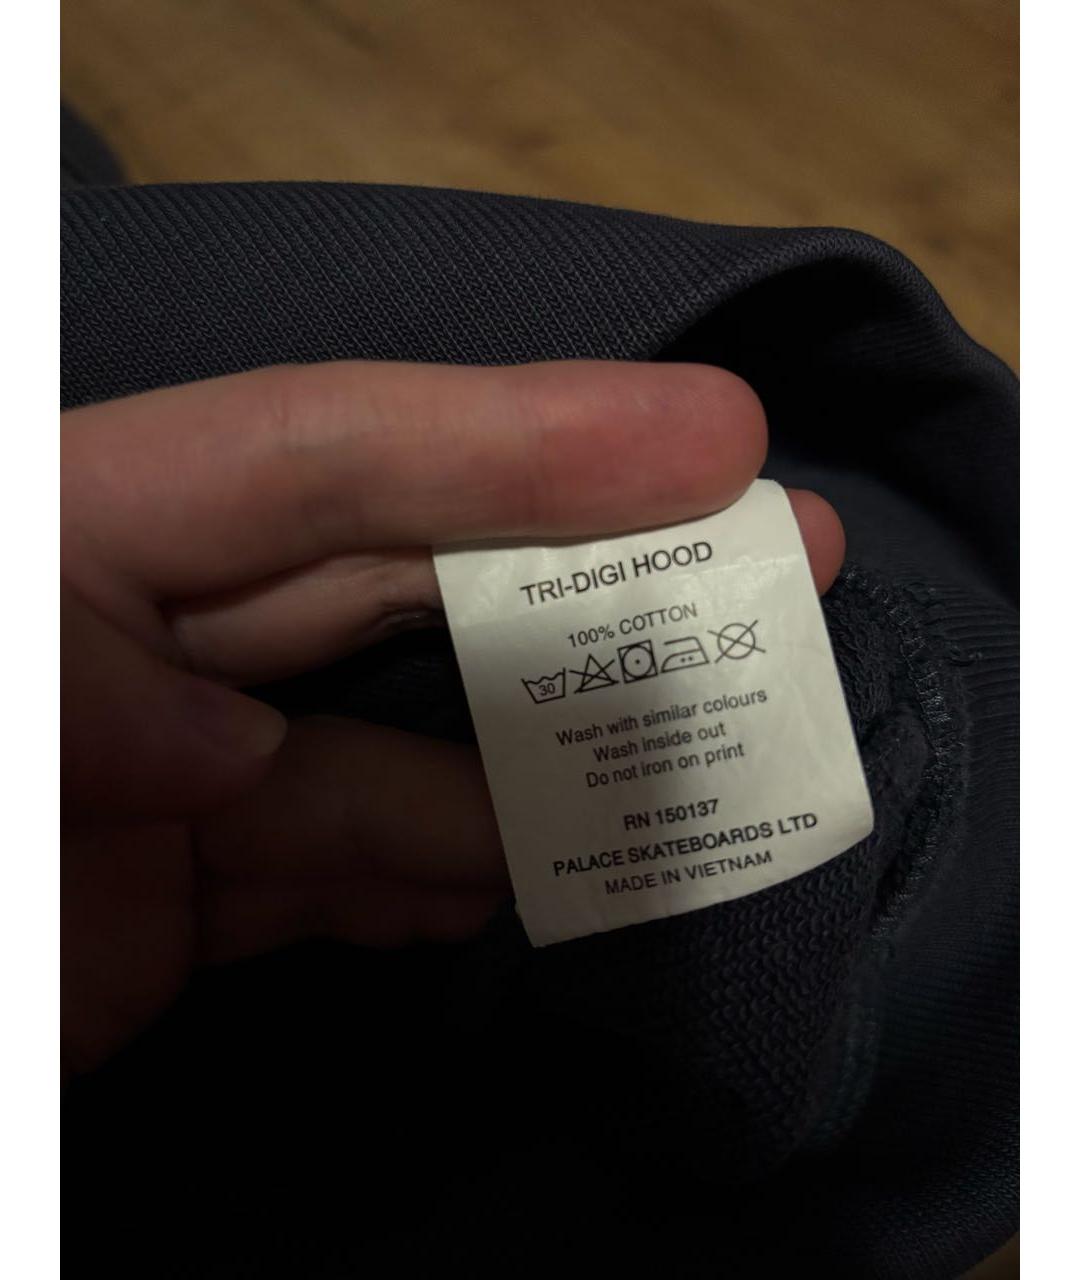 TRI-DIGI HOOD
100% COTTON
30
Wash with similar colours
Wash inside out
Do not iron on print
RN 150137
PALACE SKATEBOARDS LTD
MADE IN VIETNAM